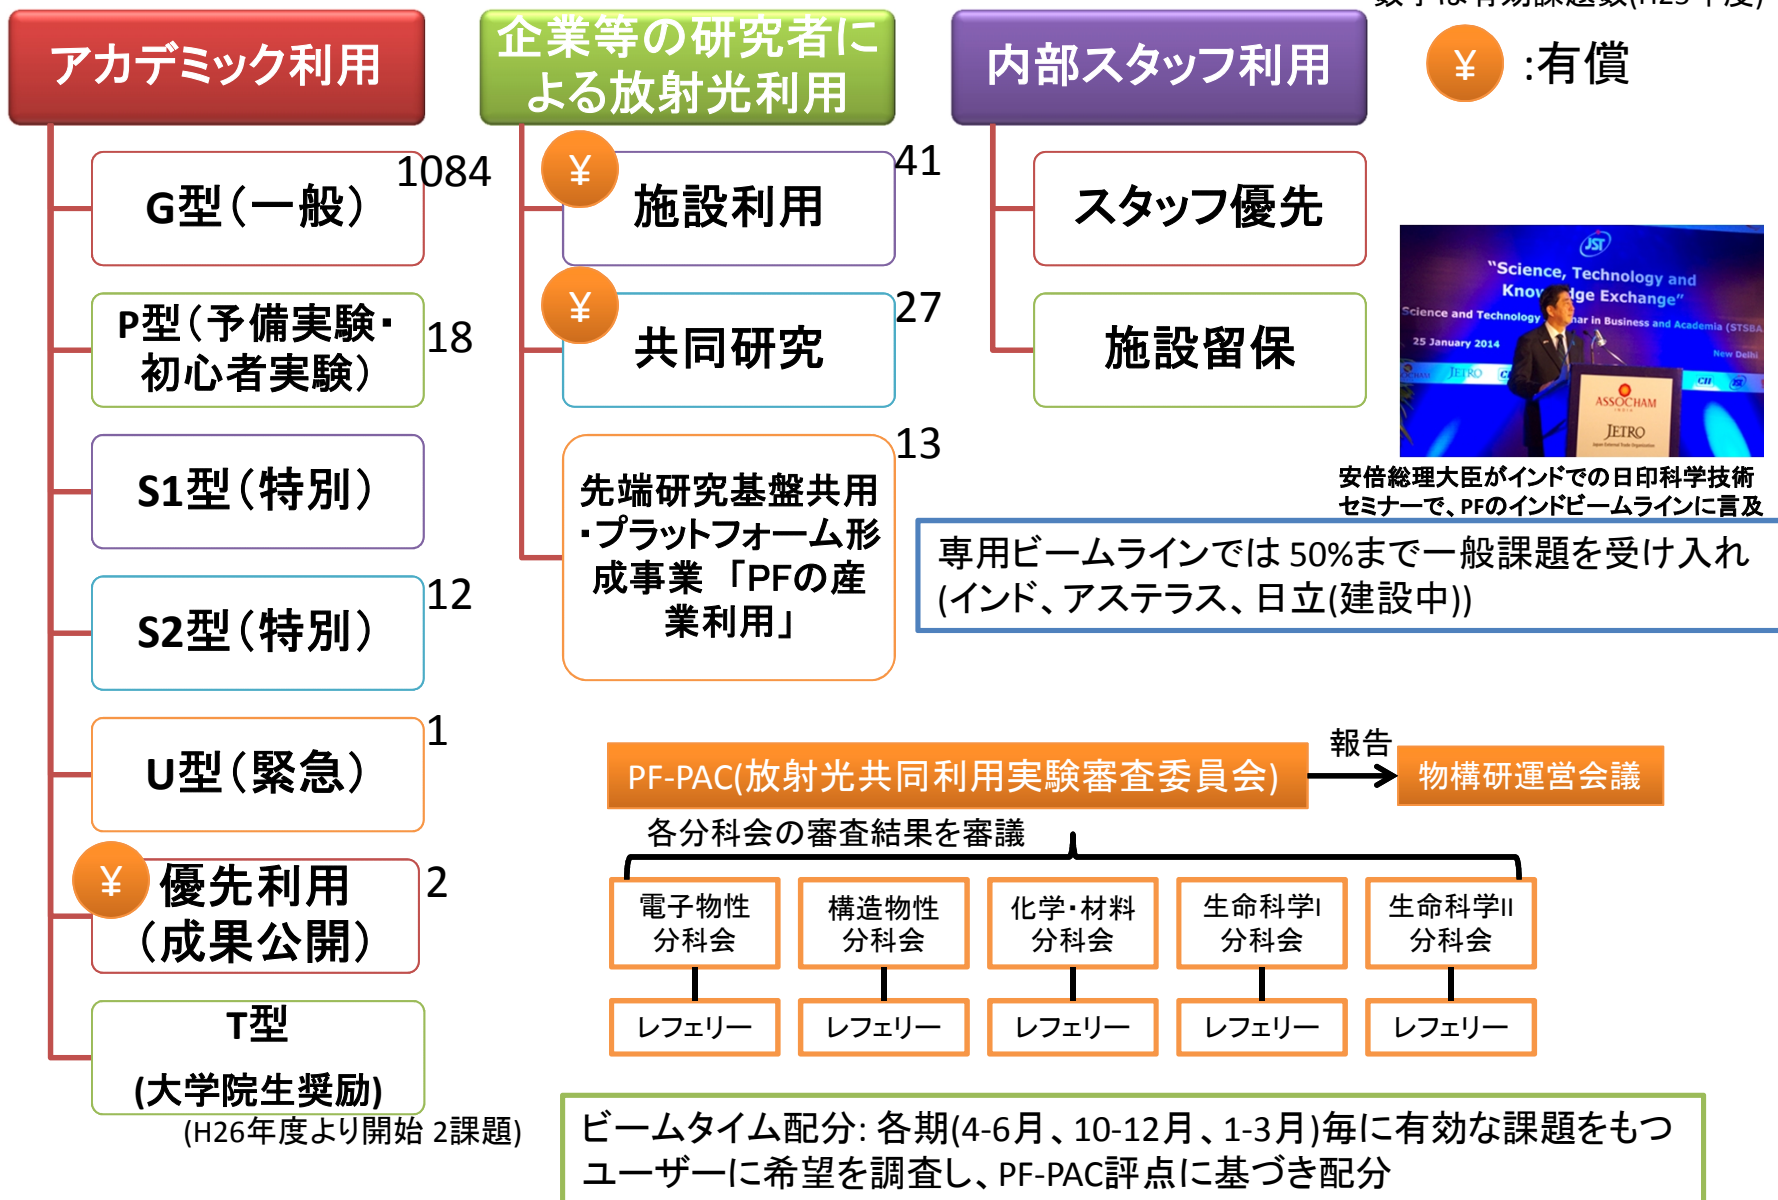 数字は有効課題数(H25年度)
¥
:有償
アカデミック利用
G型(一般)
1084
P型(予備実験・
初心者実験)
18
S1型(特別)
S2型(特別)
12
U型(緊急)
1
¥
優先利用
(成果公開)
2
T型
(大学院生奨励)
(H26年度より開始 2課題)
企業等の研究者に
よる放射光利用
¥
施設利用
41
¥
共同研究
27
先端研究基盤共用
・プラットフォーム形
成事業 「PFの産
業利用」
13
内部スタッフ利用
スタッフ優先
施設留保
JST
"Science, Technology and
Knowledge Exchange"
Science and Technology
in Business and Academia (STSBA
25 January 2014
New Delhi
JETRO
CII
ASSOCHAM
INDIA
JETRO
Japan External Trade Organization
安倍総理大臣がインドでの日印科学技術
セミナーで、PFのインドビームラインに言及
専用ビームラインでは 50%まで一般課題を受け入れ
(インド、アステラス、日立(建設中))
PF-PAC(放射光共同利用実験審査委員会)
報告
物構研運営会議
各分科会の審査結果を審議
電子物性
分科会
構造物性
分科会
化学・材料
分科会
生命科学I
分科会
生命科学II
分科会
レフェリー
レフェリー
レフェリー
レフェリー
レフェリー
ビームタイム配分: 各期(4-6月、10-12月、1-3月)毎に有効な課題をもつ
ユーザーに希望を調査し、PF-PAC評点に基づき配分